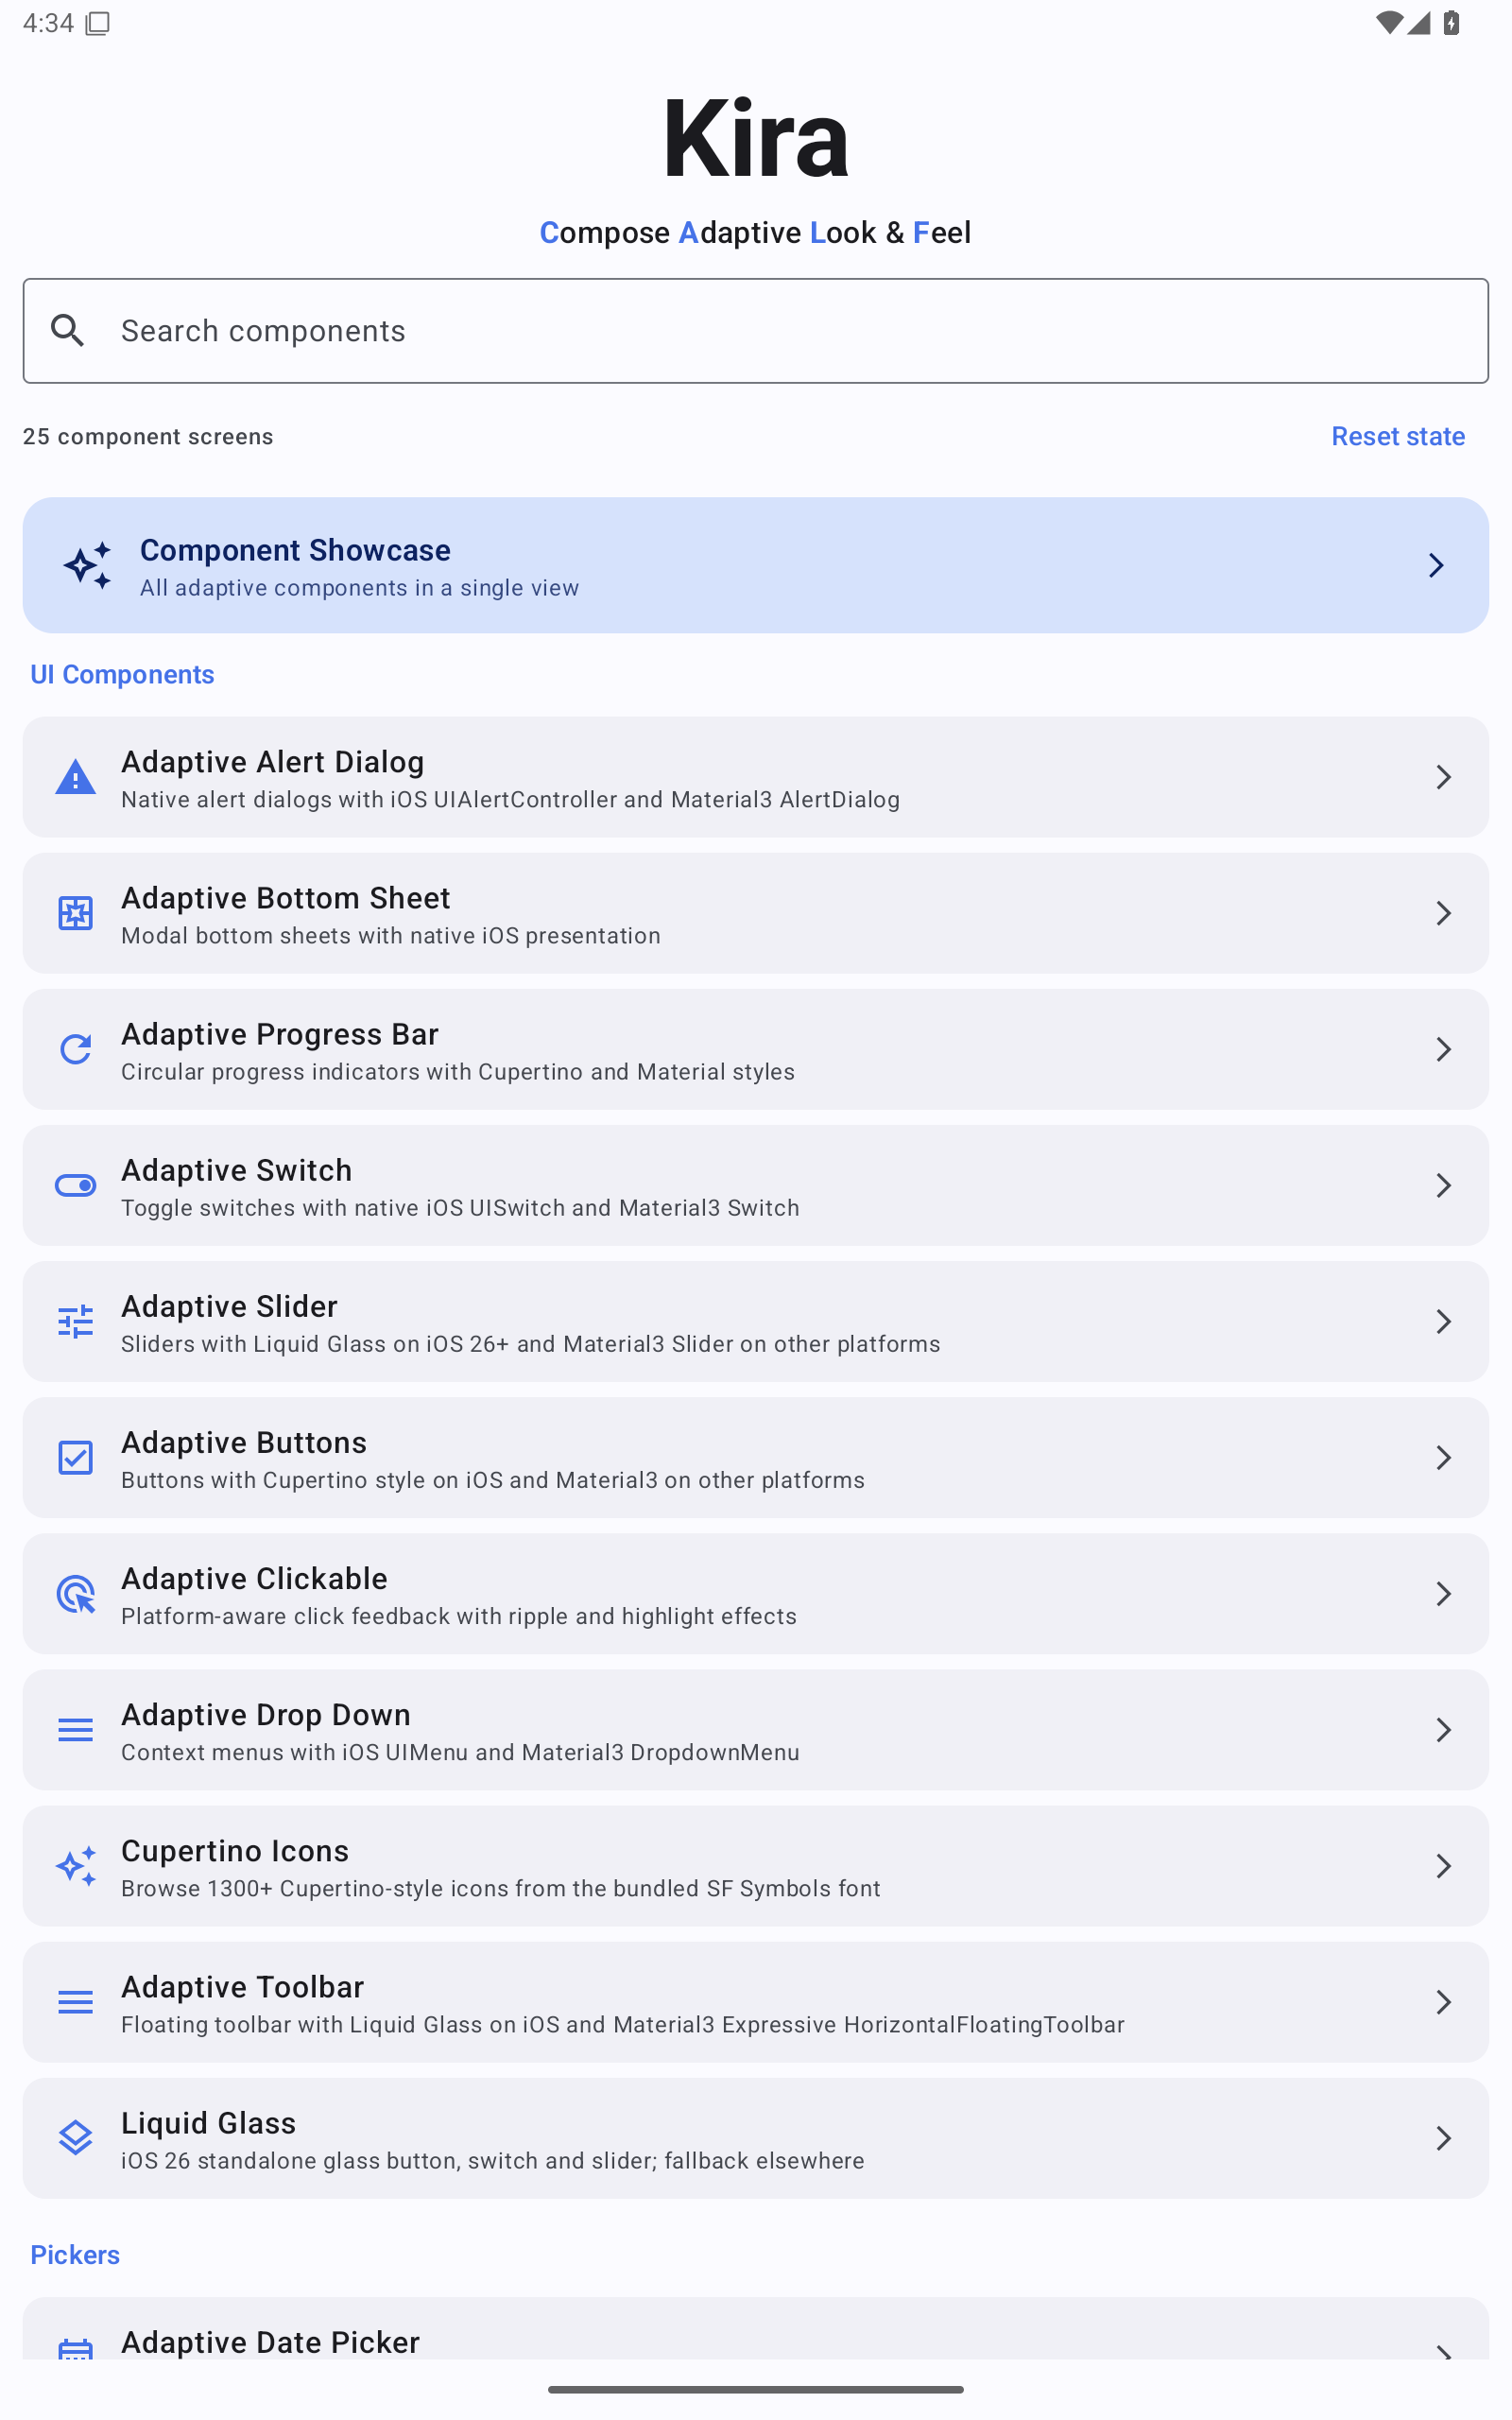 4:34
Kira
Compose Adaptive Look & Feel
Search components
25 component screens
Reset state
Component Showcase
All adaptive components in a single view
UI Components
Adaptive Alert Dialog
Native alert dialogs with iOS UIAlertController and Material3 AlertDialog
Adaptive Bottom Sheet
Modal bottom sheets with native iOS presentation
Adaptive Progress Bar
Circular progress indicators with Cupertino and Material styles
Adaptive Switch
Toggle switches with native iOS UISwitch and Material3 Switch
Adaptive Slider
Sliders with Liquid Glass on iOS 26+ and Material3 Slider on other platforms
Adaptive Buttons
Buttons with Cupertino style on iOS and Material3 on other platforms
Adaptive Clickable
Platform-aware click feedback with ripple and highlight effects
Adaptive Drop Down
Context menus with iOS UIMenu and Material3 DropdownMenu
Cupertino Icons
Browse 1300+ Cupertino-style icons from the bundled SF Symbols font
Adaptive Toolbar
Floating toolbar with Liquid Glass on iOS and Material3 Expressive HorizontalFloatingToolbar
Liquid Glass
iOS 26 standalone glass button, switch and slider; fallback elsewhere
Pickers
Adaptive Date Picker